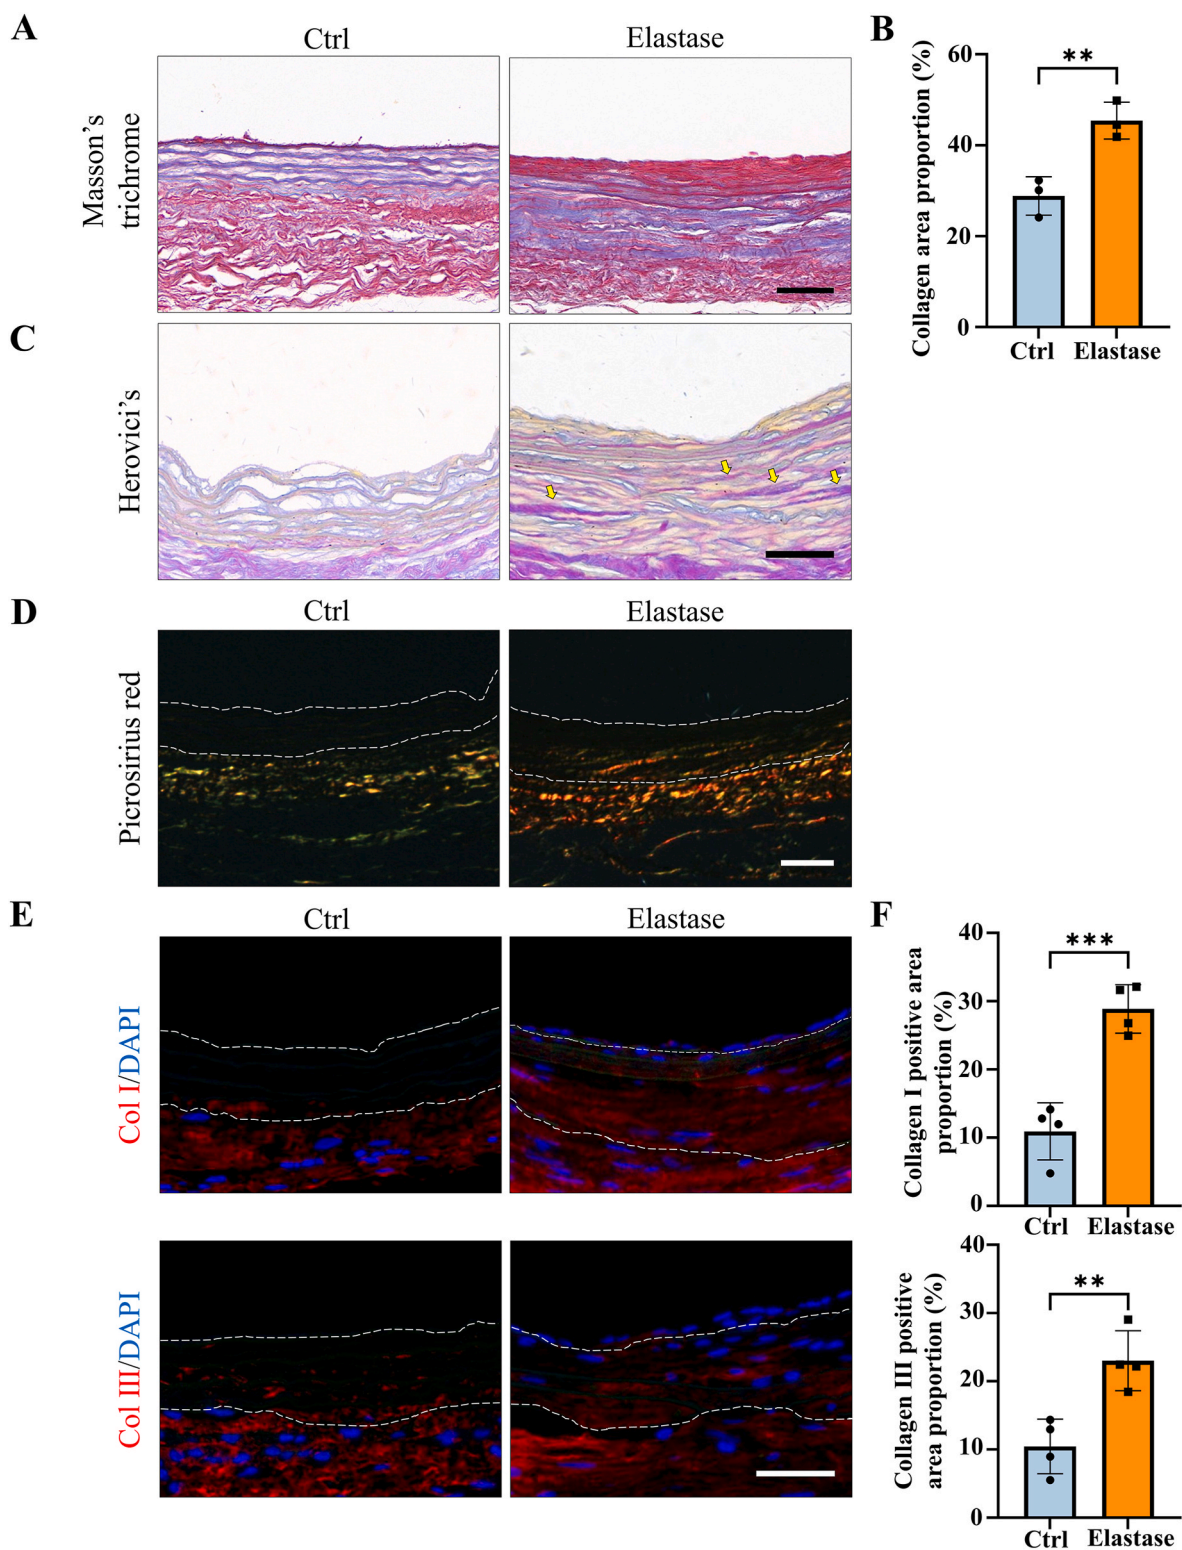 A
Ctrl
Elastase
Masson's
trichrome
B
Collagen area proportion (%)
60
40
20
0
**
Ctrl
Elastase
C
Herovici's
D
Ctrl
Elastase
Picrosirius red
E
Ctrl
Elastase
Col I/DAPI
Col III/DAPI
F
Collagen I positive area
proportion (%)
40
30
20
10
0
***
Ctrl
Elastase
Collagen III positive
area proportion (%)
40
30
20
10
0
**
Ctrl
Elastase